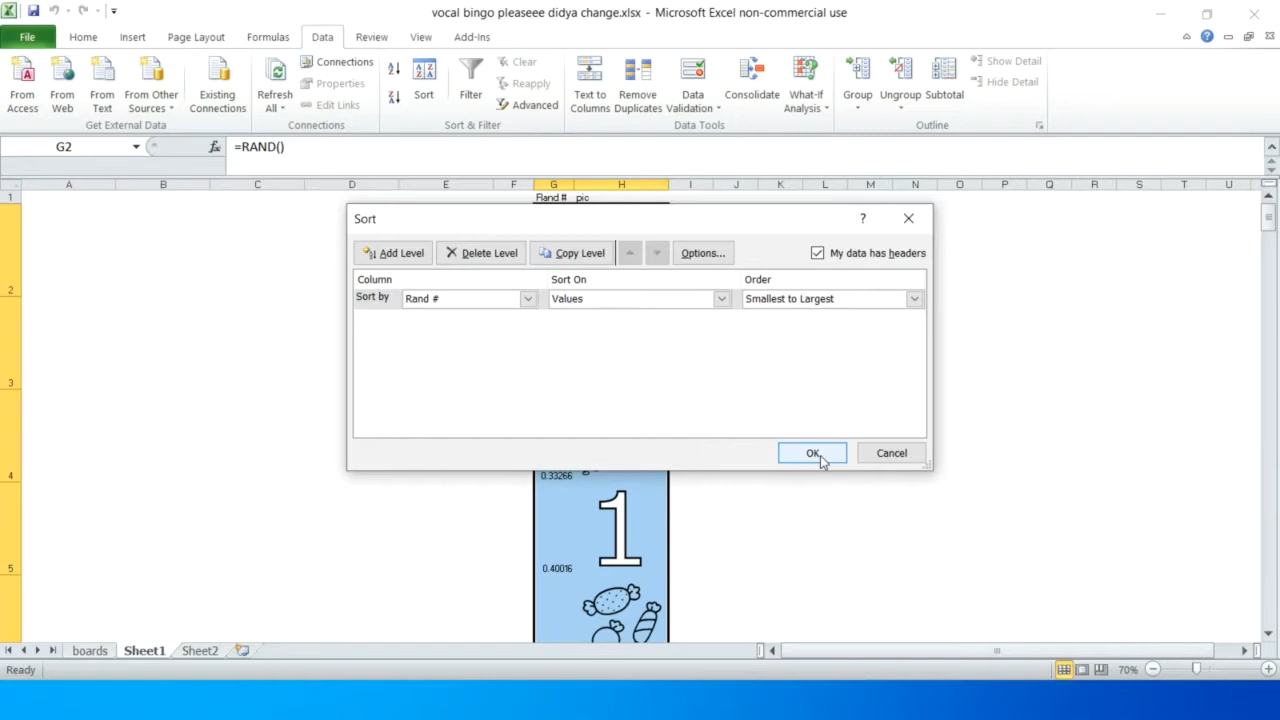 vocal bingo pleaseee didya change.xlsx - Microsoft Excel non-commercial use
File Home Insert Page Layout Formulas Data Review View Add-Ins
From Access
From Web
From Text
From Other Sources
Existing Connections
Get External Data
Refresh All
Connections
Properties
Edit Links
Connections
Sort
Filter
Clear
Reapply
Advanced
Sort & Filter
Text to Columns
Remove Duplicates
Data Validation
Consolidate
What-If Analysis
Data Tools
Group
Ungroup
Subtotal
Show Detail
Hide Detail
Outline
G2 fx =RAND()
A B C D E F G H I J K L M N O P Q R S T U
1 Rand # pic
Sort ? ×
Add Level Delete Level Copy Level Options... My data has headers
Column Sort On Order
Sort by Rand # Values Smallest to Largest
OK Cancel
2
3
4 0.33266
1
5 0.40016
boards Sheet1 Sheet2
Ready 70%